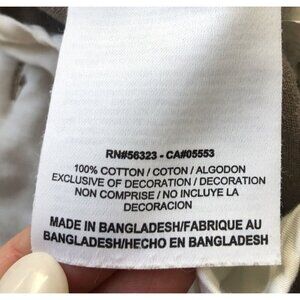 RN#56323 - CA#05553
100% COTTON / COTON / ALGODON
EXCLUSIVE OF DECORATION / DECORATION
NON COMPRISE / NO INCLUYE LA
DECORACION
MADE IN BANGLADESH/FABRIQUE AU
BANGLADESH/HECHO EN BANGLADESH